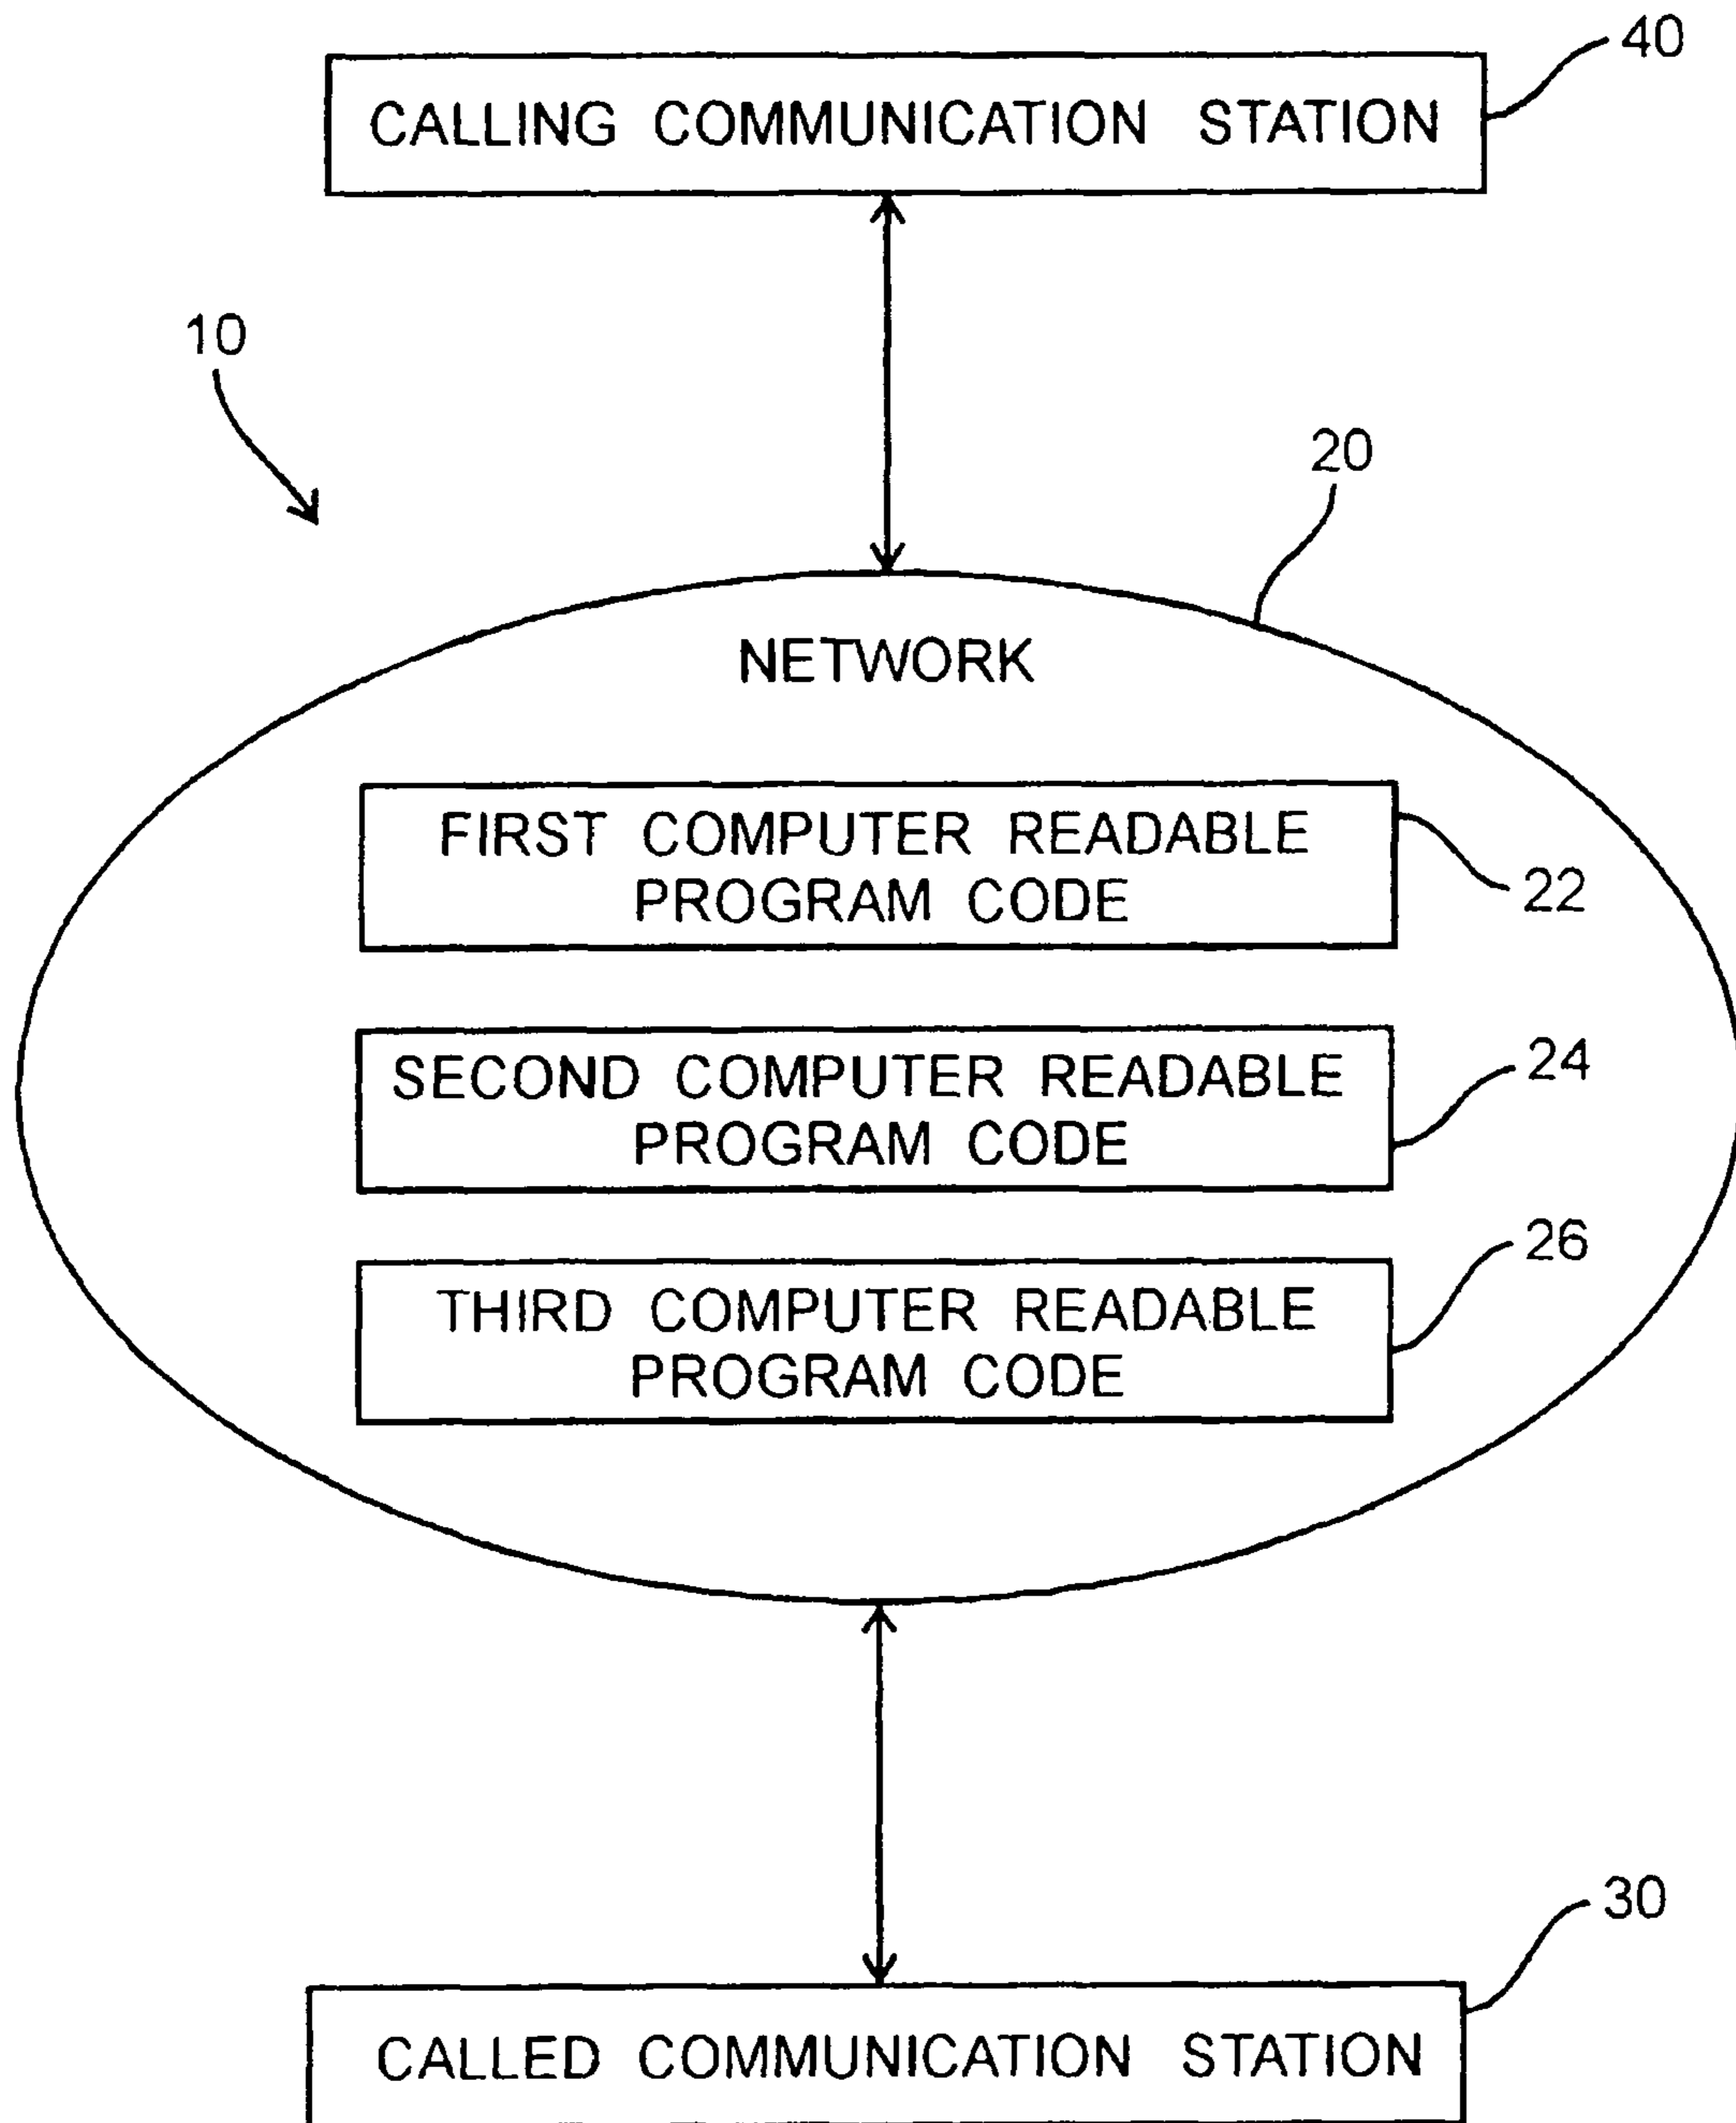 40
CALLING COMMUNICATION STATION
10
20
NETWORK
FIRST COMPUTER READABLE
PROGRAM CODE
22
SECOND COMPUTER READABLE
PROGRAM CODE
24
26
THIRD COMPUTER READABLE
PROGRAM CODE
30
CALLED COMMUNICATION STATION